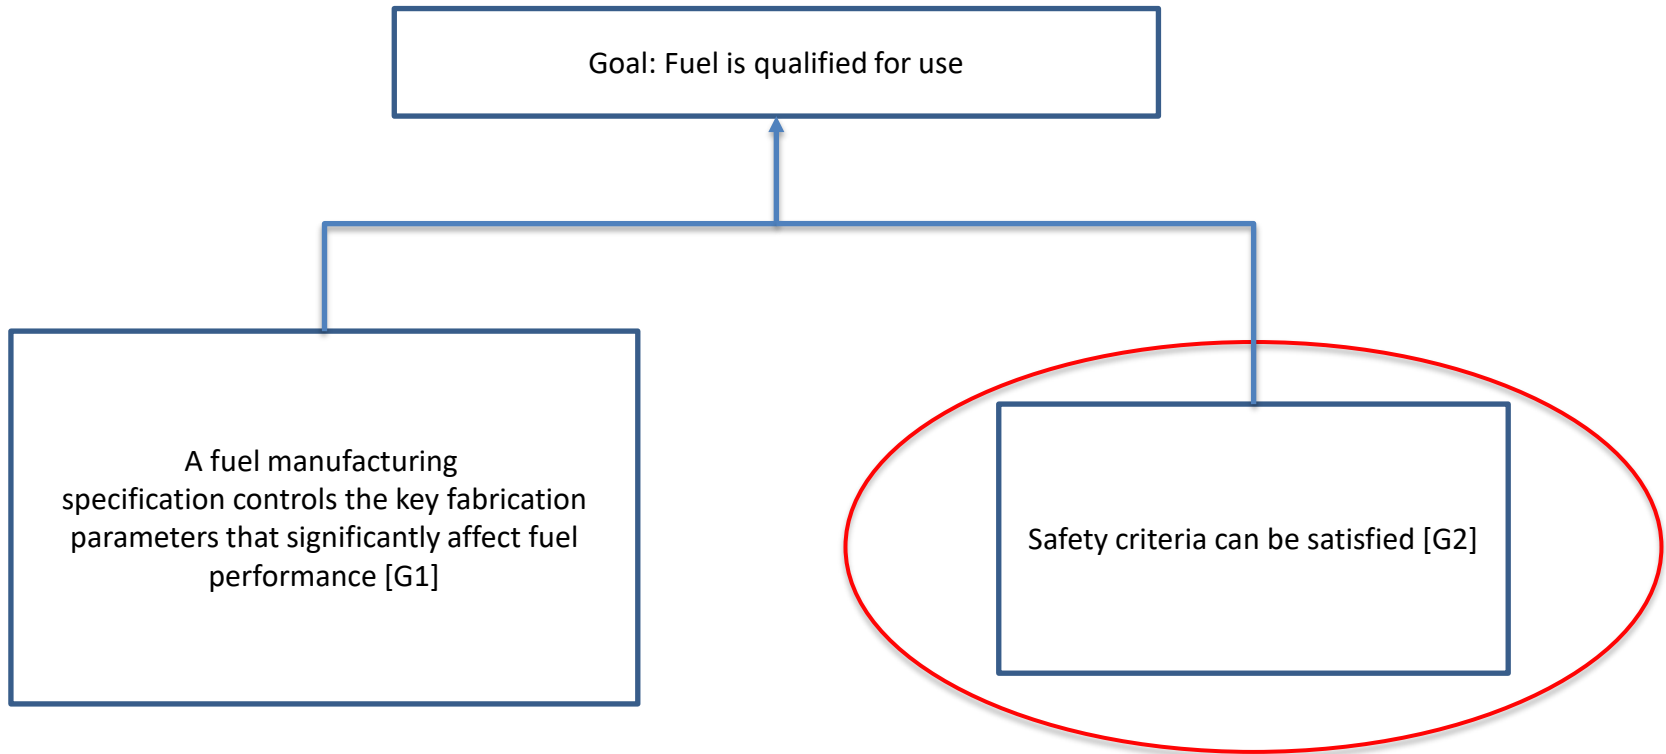 Goal: Fuel is qualified for use
A fuel manufacturing
specification controls the key fabrication
parameters that significantly affect fuel
performance [G1]
Safety criteria can be satisfied [G2]